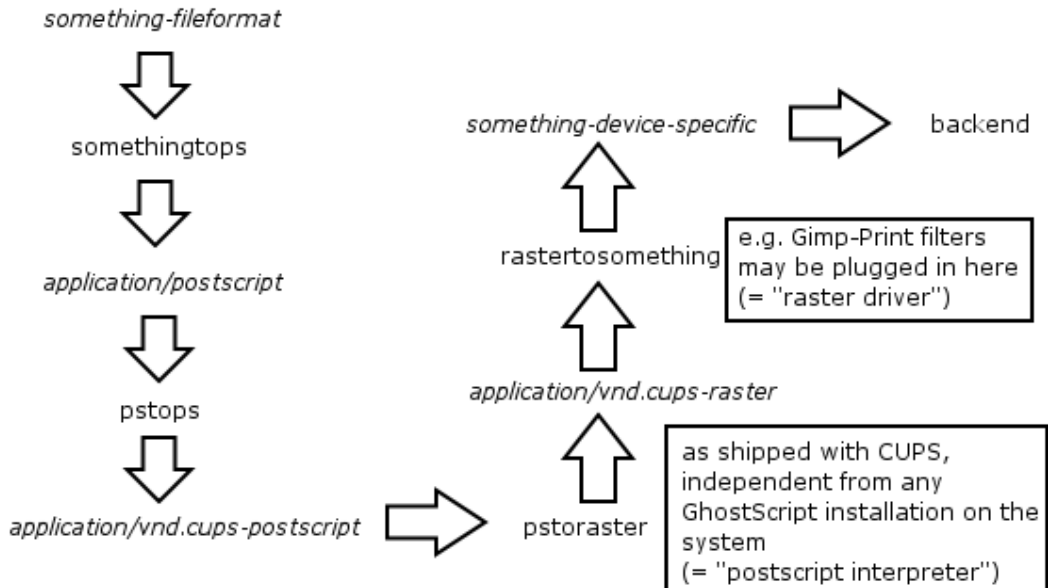 something-fileformat
somethingtops
application/postscript
pstops
application/vnd.cups-postscript
something-device-specific
backend
rastertosomething
e.g. Gimp-Print filters
may be plugged in here
(= "raster driver")
application/vnd.cups-raster
pstoraster
as shipped with CUPS,
independent from any
GhostScript installation on the
system
(= "postscript interpreter")